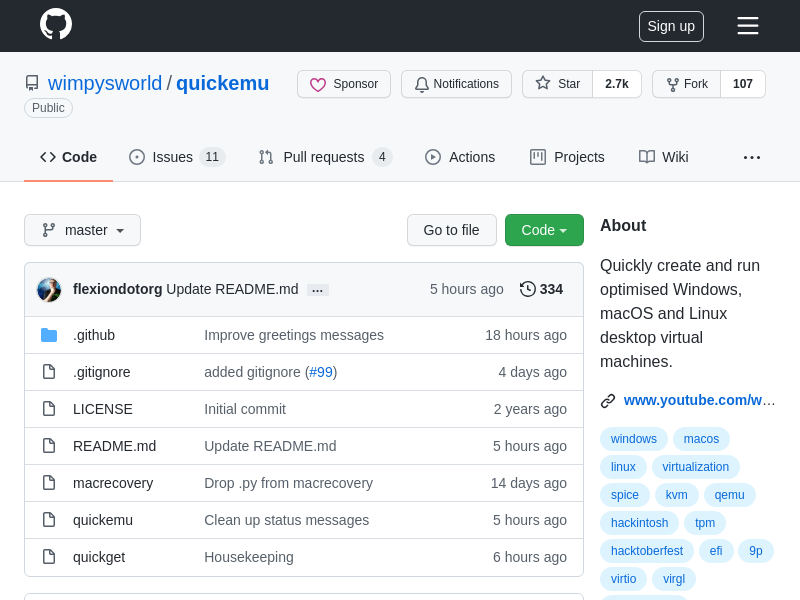 Sign up
wimpysworld / quickemu
Public
Sponsor
Notifications
Star 2.7k
Fork 107
Code
Issues 11
Pull requests 4
Actions
Projects
Wiki
...
master
Go to file
Code
flexiondotorg Update README.md ... 5 hours ago 334
.github Improve greetings messages 18 hours ago
.gitignore added gitignore (#99) 4 days ago
LICENSE Initial commit 2 years ago
README.md Update README.md 5 hours ago
macrecovery Drop .py from macrecovery 14 days ago
quickemu Clean up status messages 5 hours ago
quickget Housekeeping 6 hours ago
About
Quickly create and run
optimised Windows,
macOS and Linux
desktop virtual
machines.
www.youtube.com/w…
windows macos
linux virtualization
spice kvm qemu
hackintosh tpm
hacktoberfest efi 9p
virtio virgl